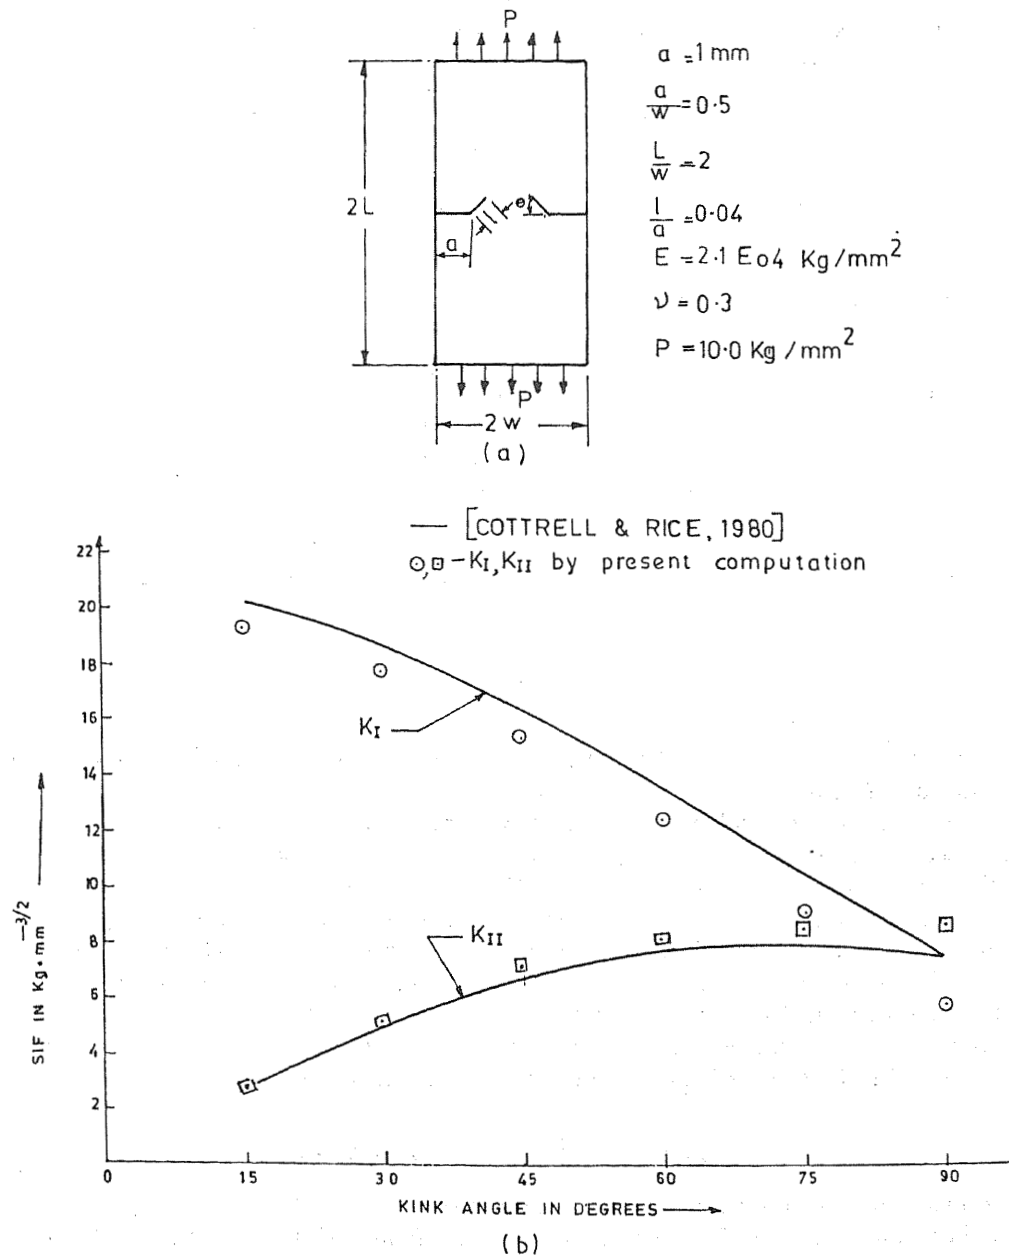 P
a = 1 mm
a/w = 0.5
L/w = 2
l/a = 0.04
E = 2.1 E04 Kg/mm²
ν = 0.3
P = 10.0 Kg/mm²
2L
θ
l
a
P
2w
(a)
— [COTTRELL & RICE, 1980]
⊙,⊡ – KI, KII by present computation
22
20
18
16
14
12
10
8
6
4
2
KI
KII
SIF IN Kg.mm^-3/2
0 15 30 45 60 75 90
KINK ANGLE IN DEGREES
(b)